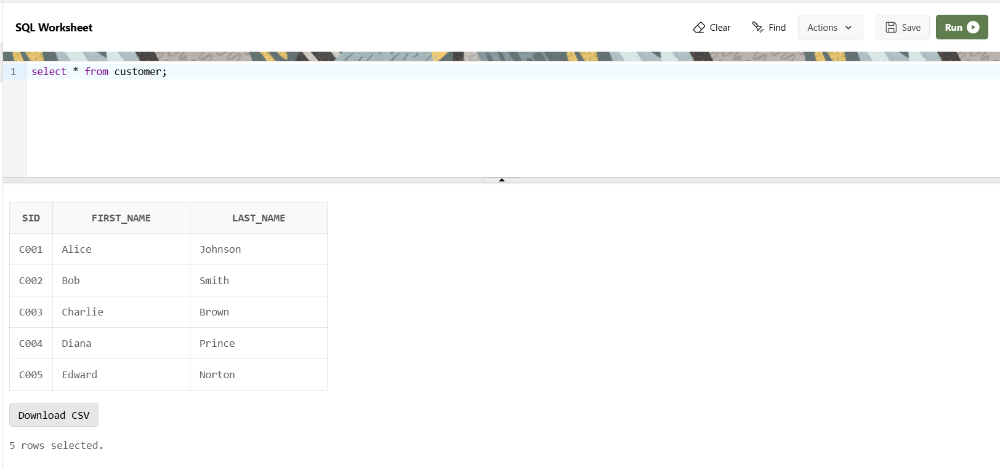 SQL Worksheet
Clear Find Actions Save Run
1 select * from customer;
SID FIRST_NAME LAST_NAME
C001 Alice Johnson
C002 Bob Smith
C003 Charlie Brown
C004 Diana Prince
C005 Edward Norton
Download CSV
5 rows selected.